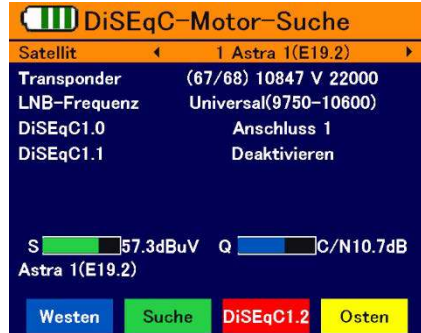 DiSEqC-Motor-Suche
Satellit 1 Astra 1(E19.2)
Transponder (67/68) 10847 V 22000
LNB-Frequenz Universal(9750-10600)
DiSEqC1.0 Anschluss 1
DiSEqC1.1 Deaktivieren
S 57.3dBuV Q C/N10.7dB
Astra 1(E19.2)
Westen Suche DiSEqC1.2 Osten